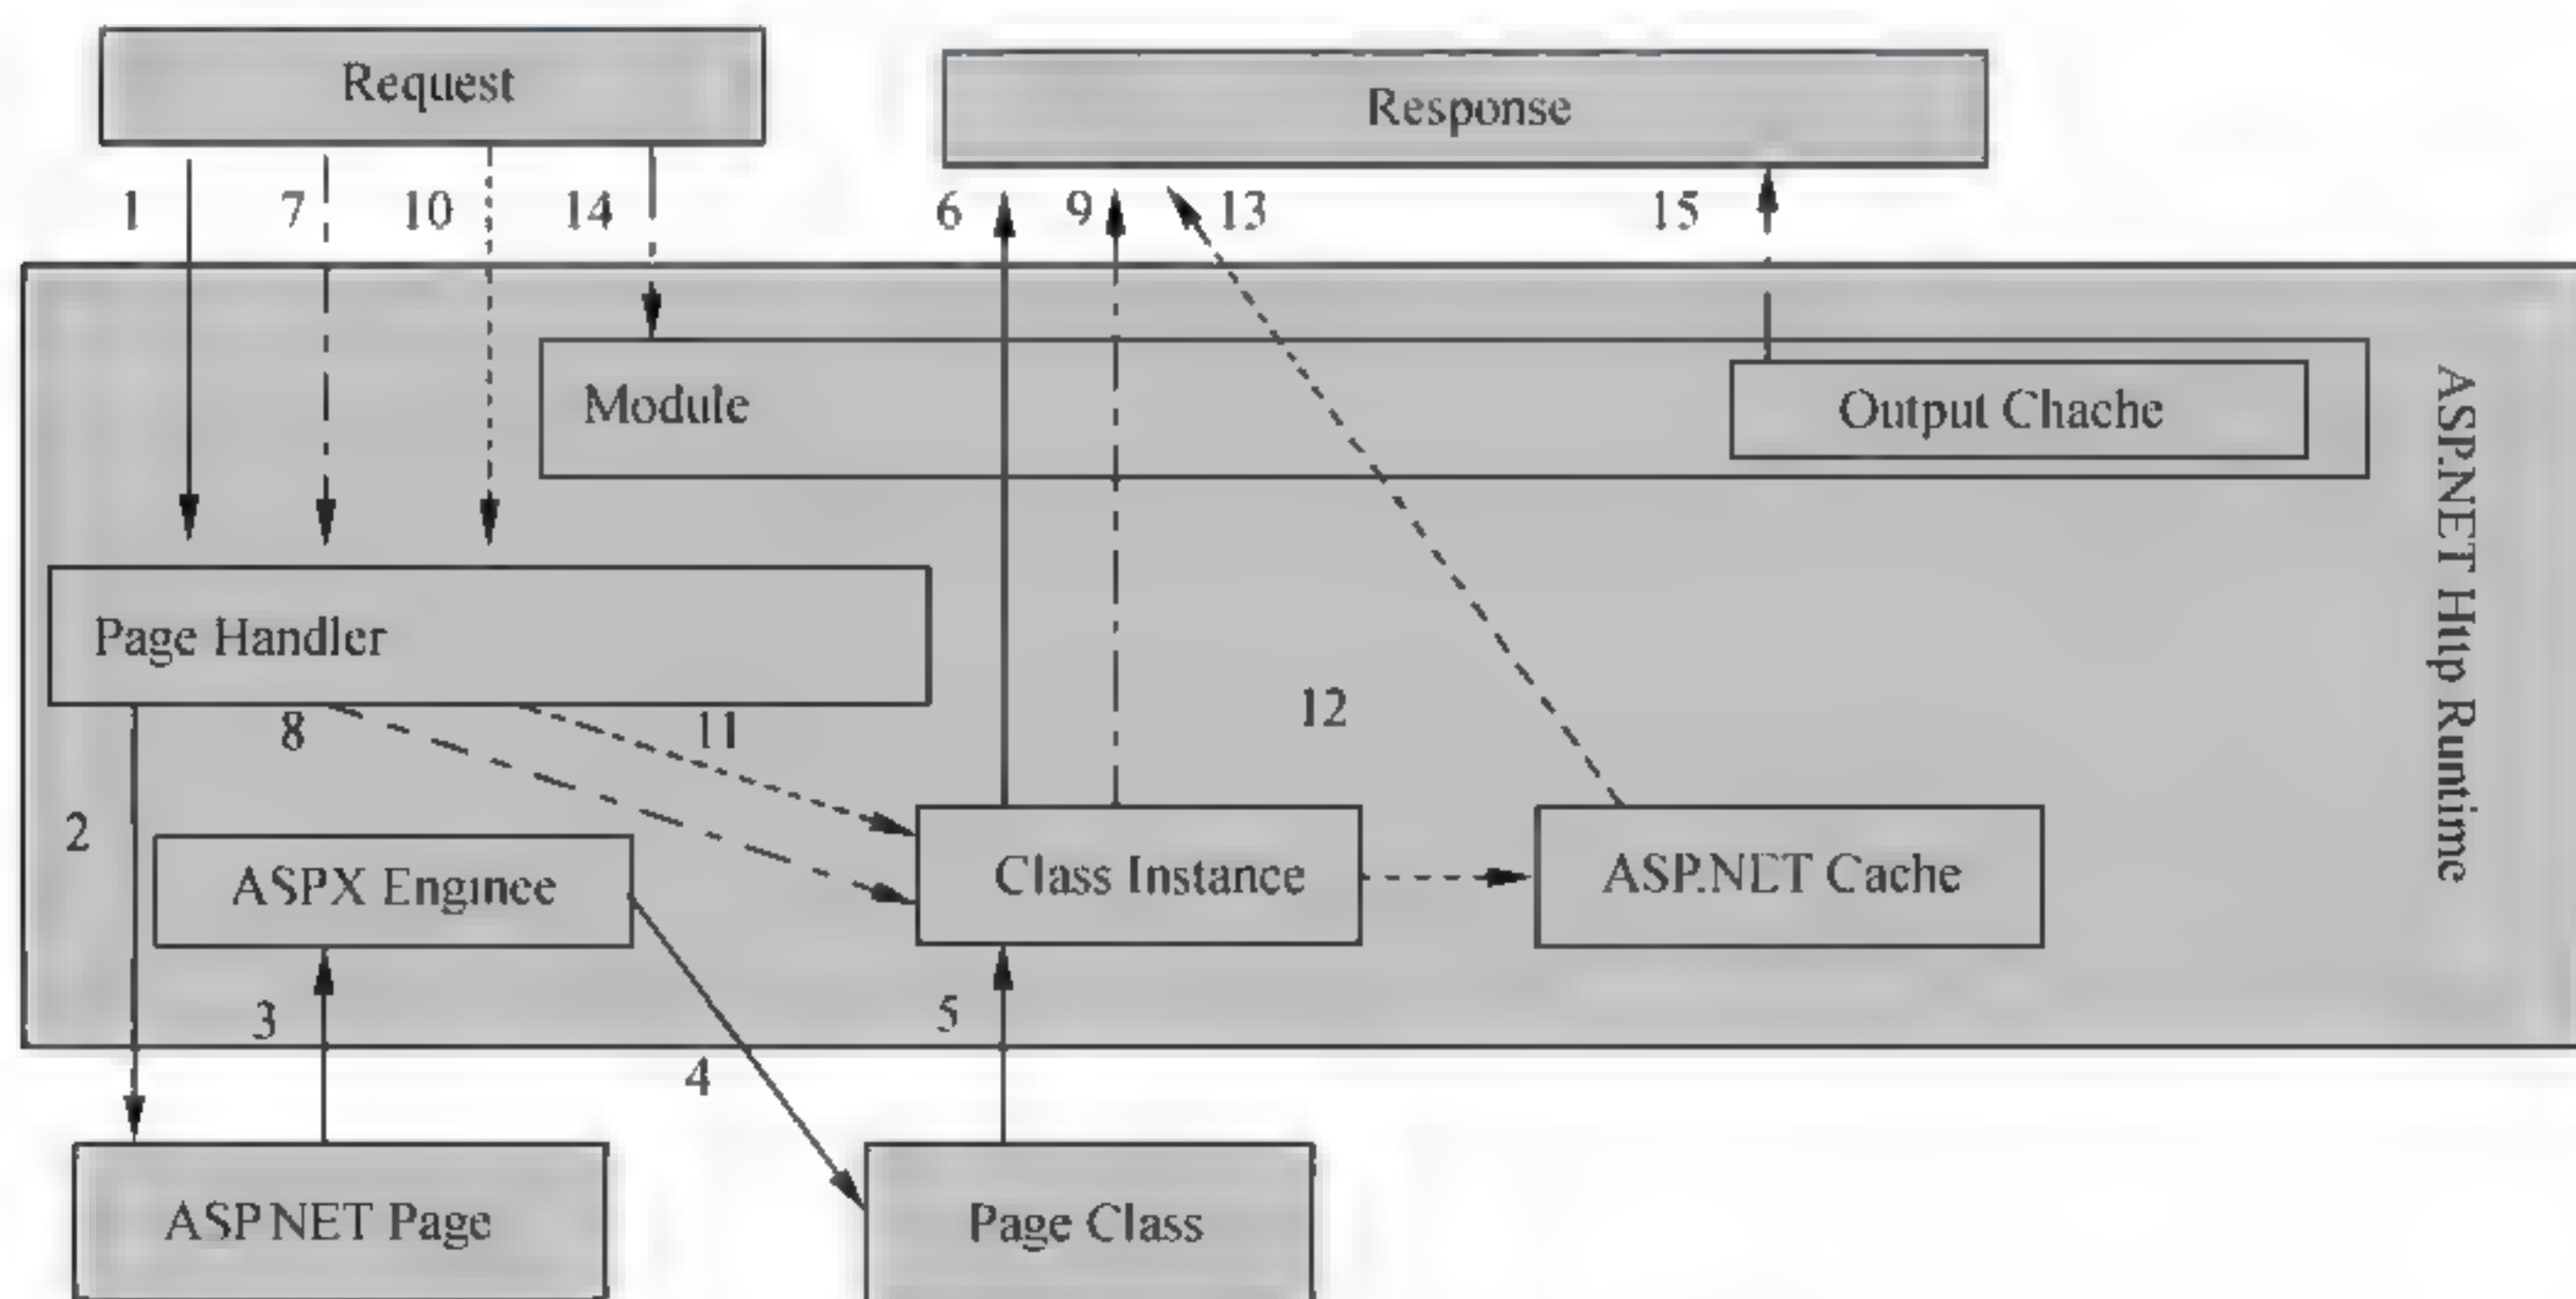 Request
Response
1
7
10
14
6
9
13
15
Module
Output Chache
ASP.NET Http Runtime
Page Handler
8
11
12
2
ASPX Enginee
Class Instance
ASP.NET Cache
3
5
4
ASP.NET Page
Page Class